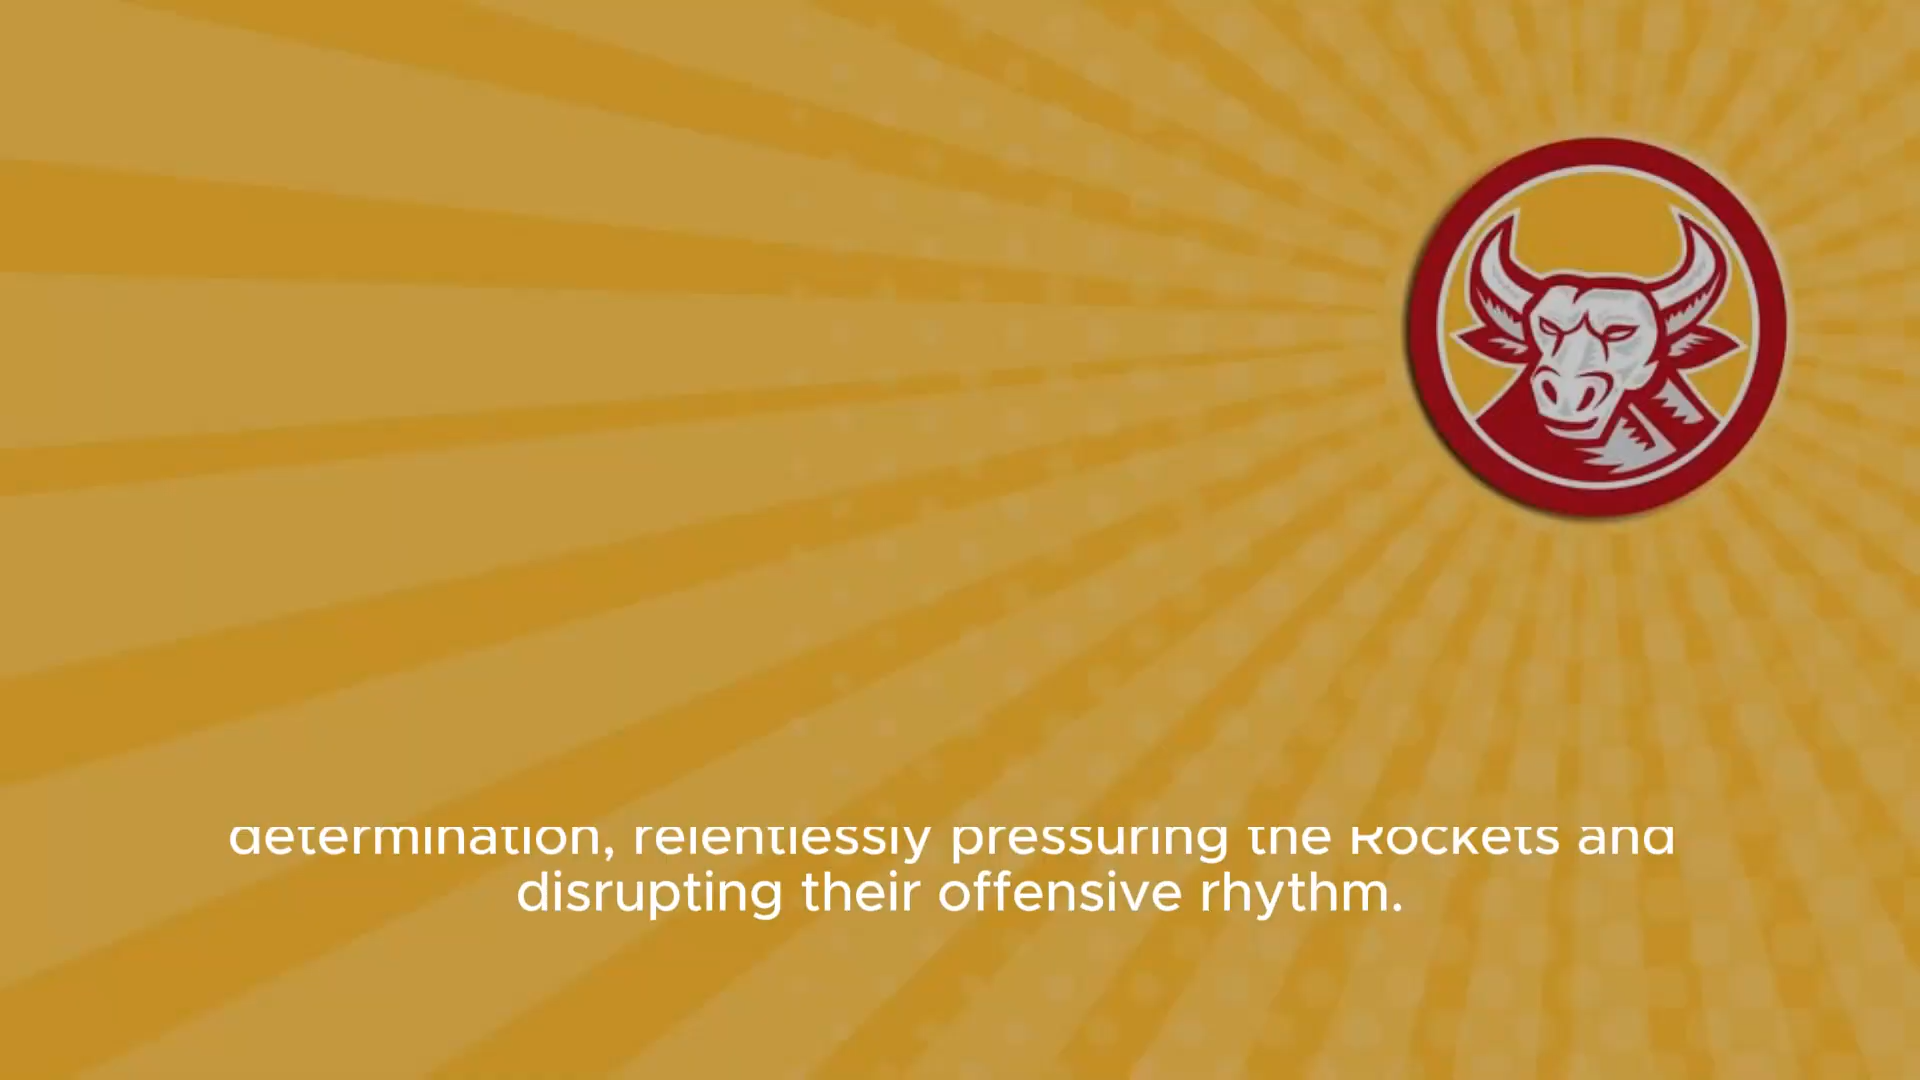 determination, relentlessly pressuring the Rockets and
disrupting their offensive rhythm.